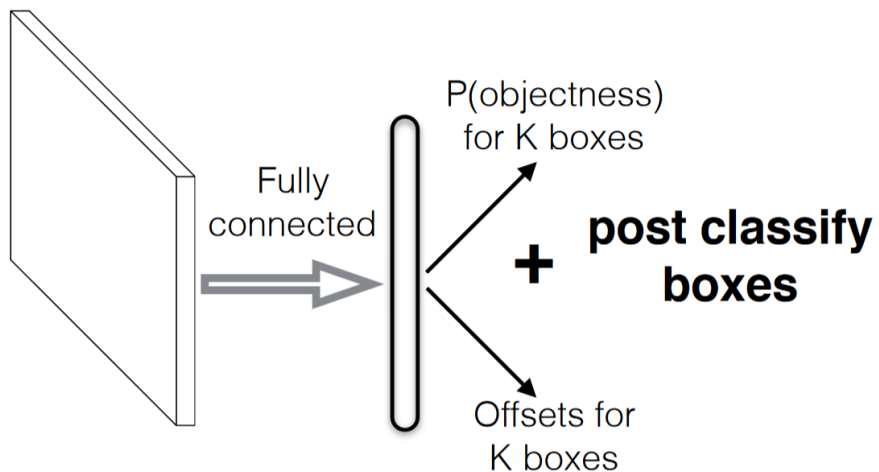 P(objectness)
for K boxes
Fully
connected
+
post classify
boxes
Offsets for
K boxes